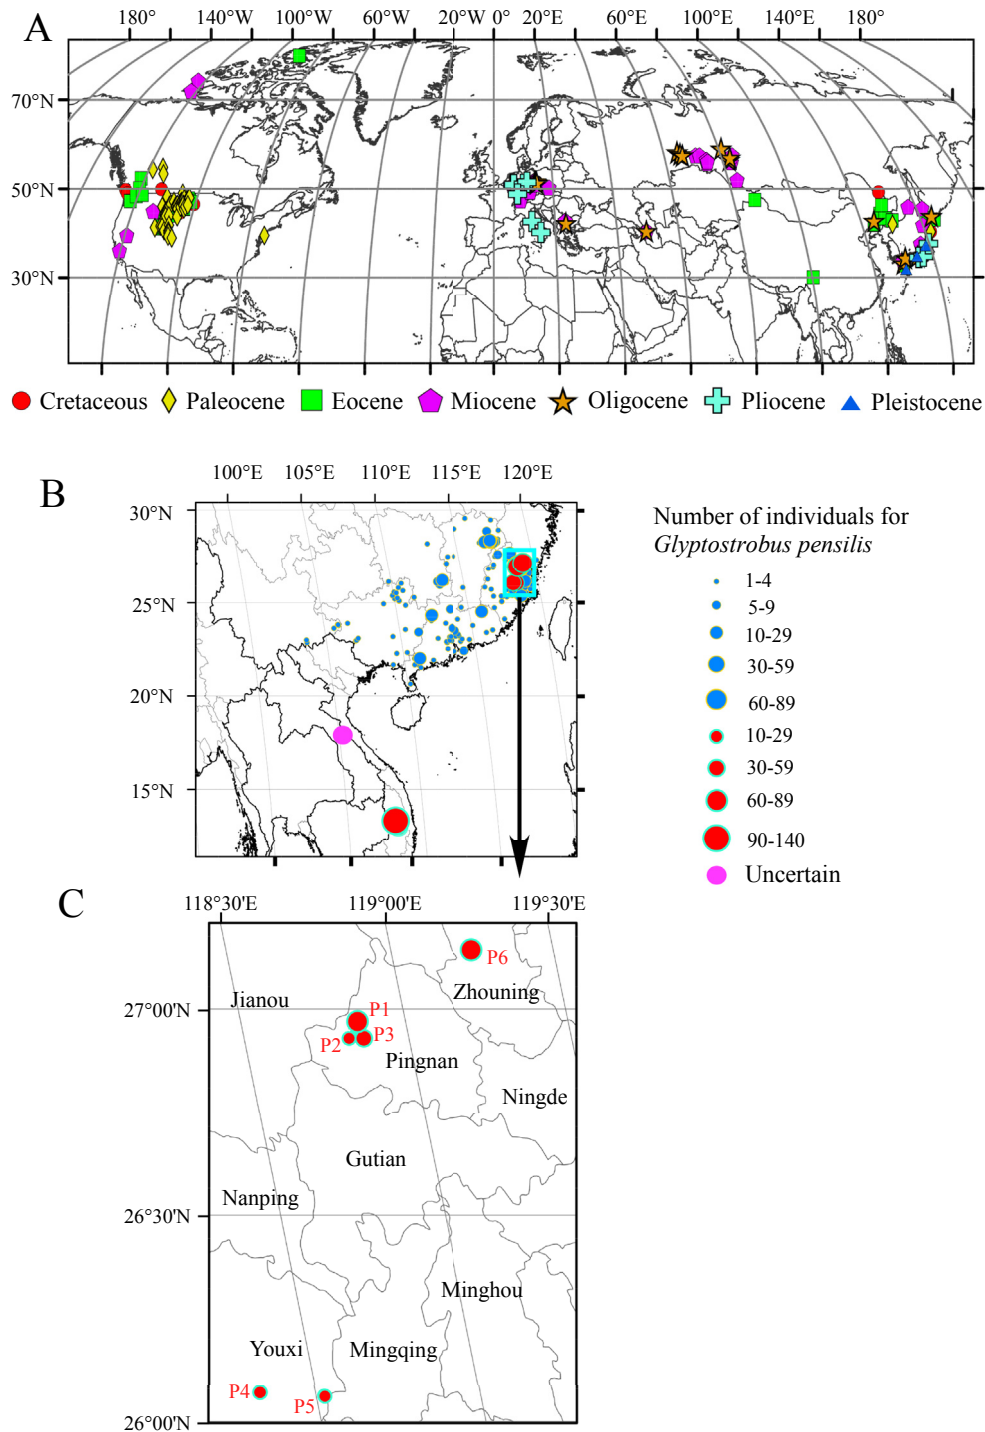 A
180° 140°W 100°W 60°W 20°W 0° 20°E 60°E 100°E 140°E 180°
70°N
50°N
30°N
Cretaceous Paleocene Eocene Miocene Oligocene Pliocene Pleistocene
B
100°E 105°E 110°E 115°E 120°E
30°N
25°N
20°N
15°N
Number of individuals for
Glyptostrobus pensilis
1-4
5-9
10-29
30-59
60-89
10-29
30-59
60-89
90-140
Uncertain
C
118°30'E 119°00'E 119°30'E
27°00'N
26°30'N
26°00'N
P6
Zhouning
Jianou
P1
P2
P3
Pingnan
Ningde
Gutian
Nanping
Minghou
Youxi
Mingqing
P4
P5